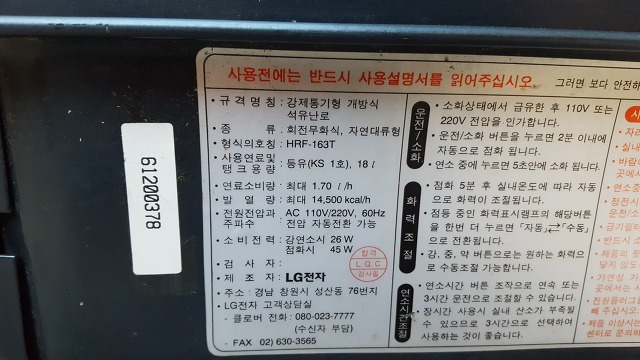 사용전에는 반드시 사용설명서를 읽어주십시오.
그러면 보다 안전하
• 규 격 명 칭 : 강제통기형 개방식
석유난로
• 종 류 : 회전무화식, 자연대류형
• 형식의호칭 : HRF-163T
• 사용연료및
탱크용량 : 등유(KS 1호), 18ℓ
• 연료소비량 : 최대 1.70 ℓ/h
• 발 열 량 : 최대 14,500 kcal/h
• 전원전압과
주파수 : AC 110V/220V, 60Hz
전압 자동전환 가능
• 소 비 전 력 : 강연소시 26 W
점화시 45 W
• 검 사 자 :
합격
L.Q.C
검사필
• 제 조 자 : LG전자
• 주소 : 경남 창원시 성산동 76번지
• LG전자 고객상담실
- 클로버 전화 : 080-023-7777
(수신자 부담)
- FAX 02) 630-3565
61200378
운전/소화
• 소화상태에서 급유한 후 110V 또는
220V 전압을 인가합니다.
• 운전/소화 버튼을 누르면 2분 이내에
자동으로 점화 됩니다.
• 연소 중에 누르면 5초안에 소화 됩니다.
화력조절
• 점화 5분 후 실내온도에 따라 자동
으로 화력이 조절됩니다.
• 점등 중인 화력표시램프의 해당버튼
을 한번 더 누르면 「자동」⇄「수동」
으로 전환됩니다.
• 강, 중, 약 버튼으로는 원하는 화력으
로 수동조절 가능합니다.
연소시간조절
• 연소시간 버튼 조작으로 연속 또는
3시간 운전으로 조절할 수 있습니다.
• 장시간 사용시 실내 산소가 부족될
수 있으므로 3시간으로 선택하여
사용하는 것이 좋습니다.